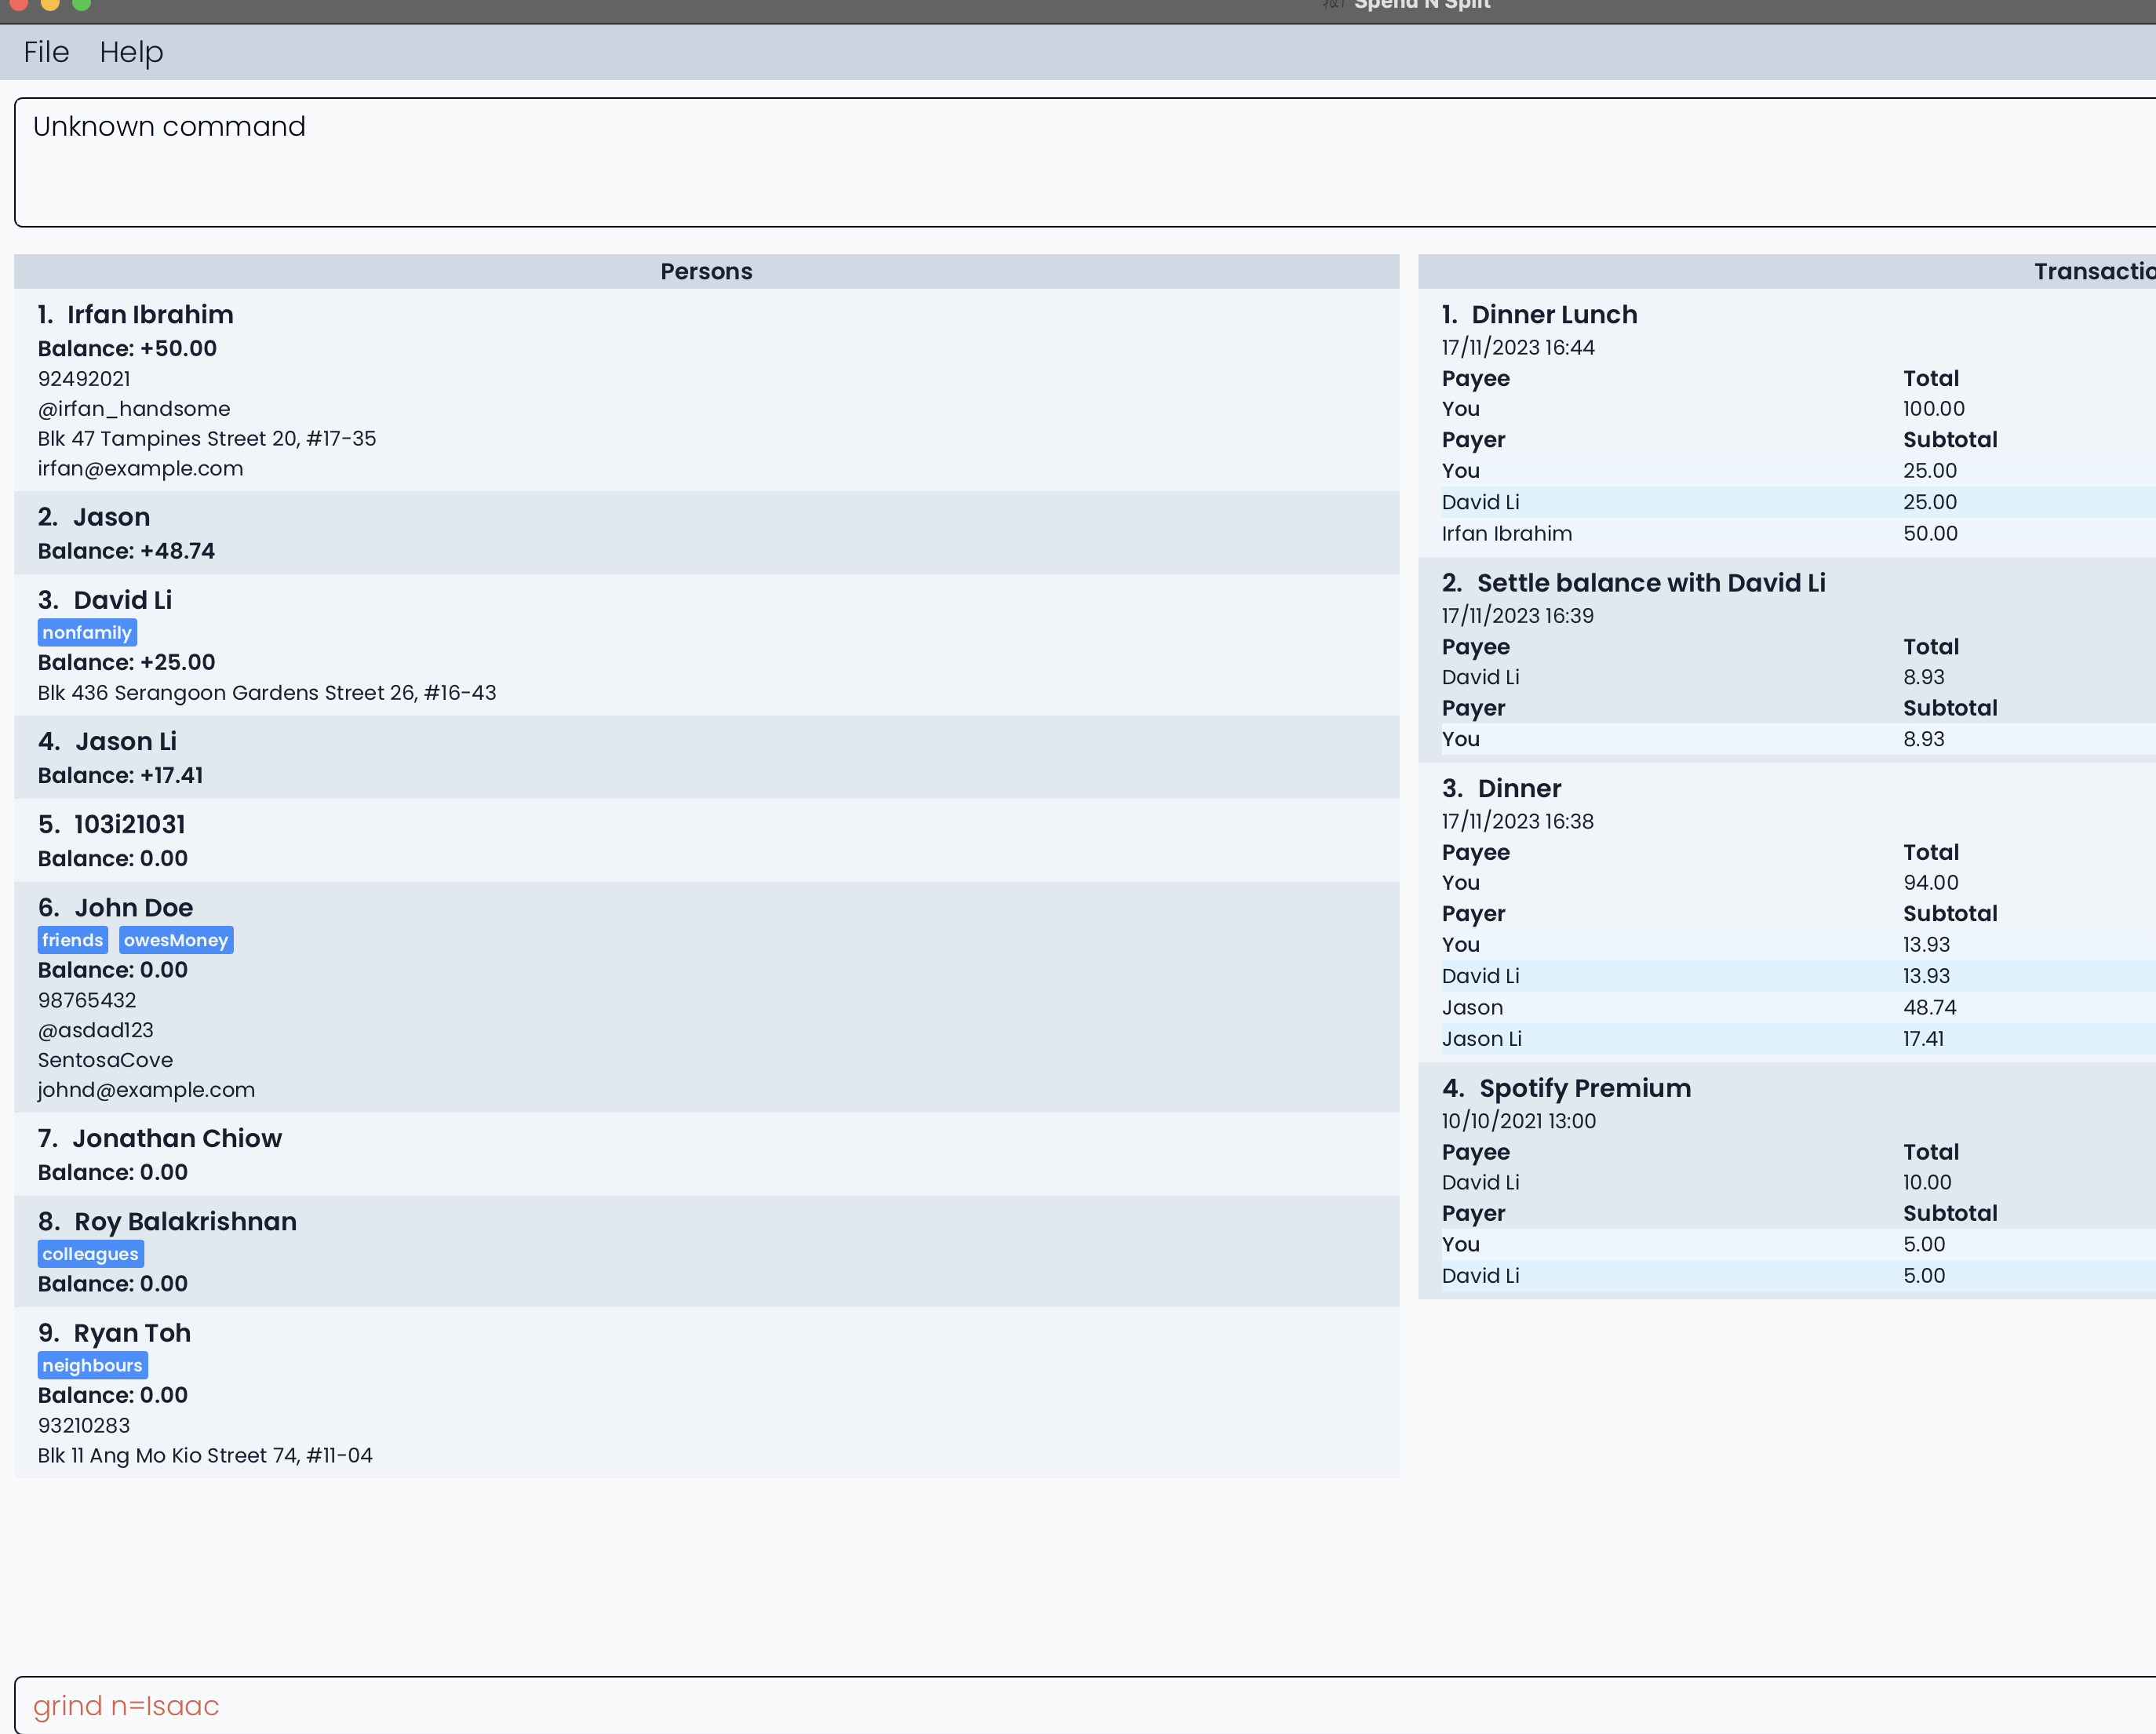 Spend N Split
File Help
Unknown command
Persons
1. Irfan Ibrahim
Balance: +50.00
92492021
@irfan_handsome
Blk 47 Tampines Street 20, #17-35
irfan@example.com
2. Jason
Balance: +48.74
3. David Li
nonfamily
Balance: +25.00
Blk 436 Serangoon Gardens Street 26, #16-43
4. Jason Li
Balance: +17.41
5. 103i21031
Balance: 0.00
6. John Doe
friends owesMoney
Balance: 0.00
98765432
@asdad123
SentosaCove
johnd@example.com
7. Jonathan Chiow
Balance: 0.00
8. Roy Balakrishnan
colleagues
Balance: 0.00
9. Ryan Toh
neighbours
Balance: 0.00
93210283
Blk 11 Ang Mo Kio Street 74, #11-04
Transactio
1. Dinner Lunch
17/11/2023 16:44
Payee Total
You 100.00
Payer Subtotal
You 25.00
David Li 25.00
Irfan Ibrahim 50.00
2. Settle balance with David Li
17/11/2023 16:39
Payee Total
David Li 8.93
Payer Subtotal
You 8.93
3. Dinner
17/11/2023 16:38
Payee Total
You 94.00
Payer Subtotal
You 13.93
David Li 13.93
Jason 48.74
Jason Li 17.41
4. Spotify Premium
10/10/2021 13:00
Payee Total
David Li 10.00
Payer Subtotal
You 5.00
David Li 5.00
grind n=Isaac